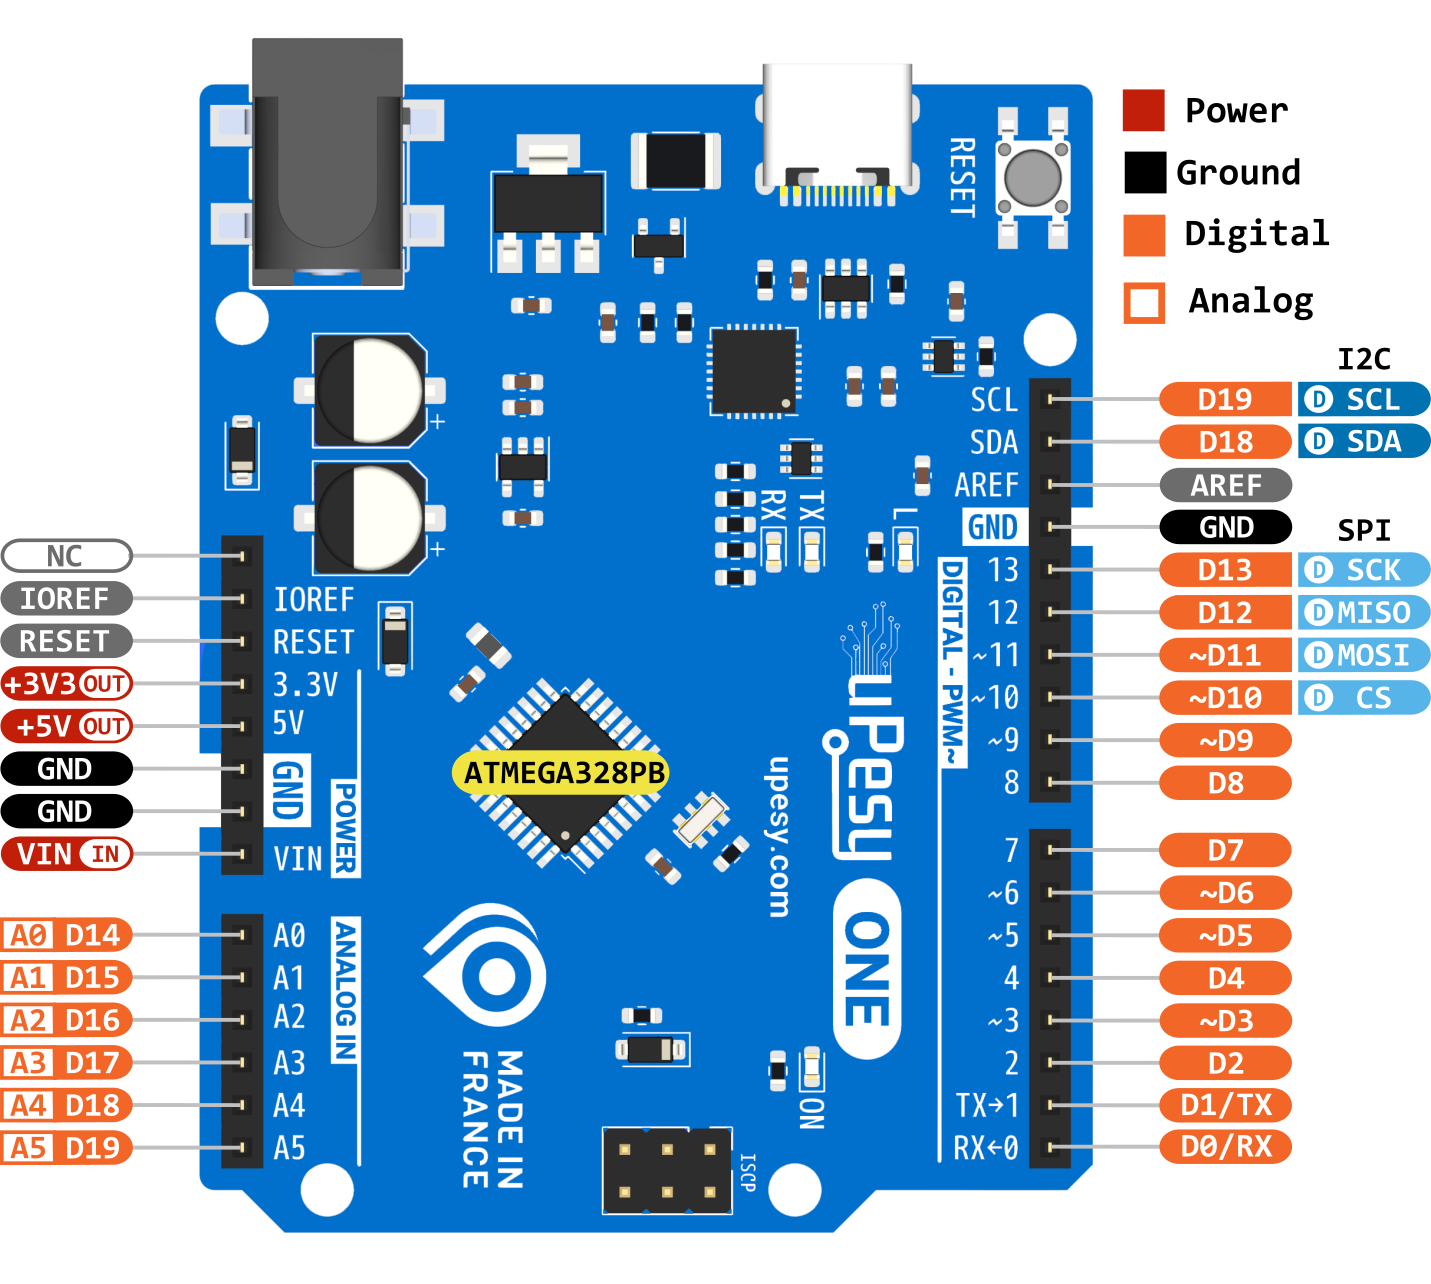 Power
Ground
Digital
Analog
RESET
I2C
SCL D19 D SCL
SDA D18 D SDA
AREF AREF
GND GND
SPI
13 D13 D SCK
12 D12 D MISO
~11 ~D11 D MOSI
~10 ~D10 D CS
~9 ~D9
8 D8
7 D7
~6 ~D6
~5 ~D5
4 D4
~3 ~D3
2 D2
TX→1 D1/TX
RX←0 D0/RX
DIGITAL - PWM~
NC
IOREF IOREF
RESET RESET
+3V3 OUT 3.3V
+5V OUT 5V
GND
GND
GND
VIN IN VIN
POWER
A0 D14 A0
A1 D15 A1
A2 D16 A2
A3 D17 A3
A4 D18 A4
A5 D19 A5
ANALOG IN
+
+
RX
TX
L
ATMEGA328PB
uPesy
upesy.com
ONE
MADE IN
FRANCE
ON
ISCP